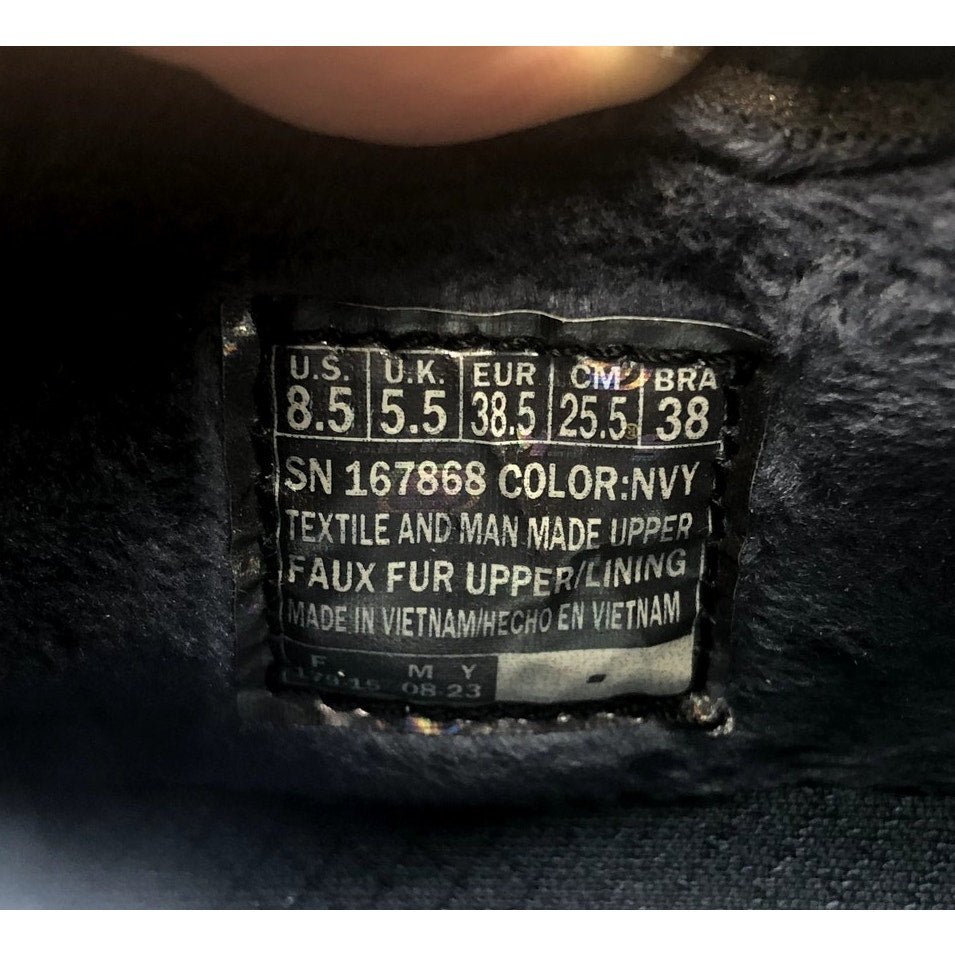 U.S. U.K. EUR CM BRA
8.5 5.5 38.5 25.5 38
SN 167868 COLOR:NVY
TEXTILE AND MAN MADE UPPER
FAUX FUR UPPER/LINING
MADE IN VIETNAM/HECHO EN VIETNAM
F M Y
08-23